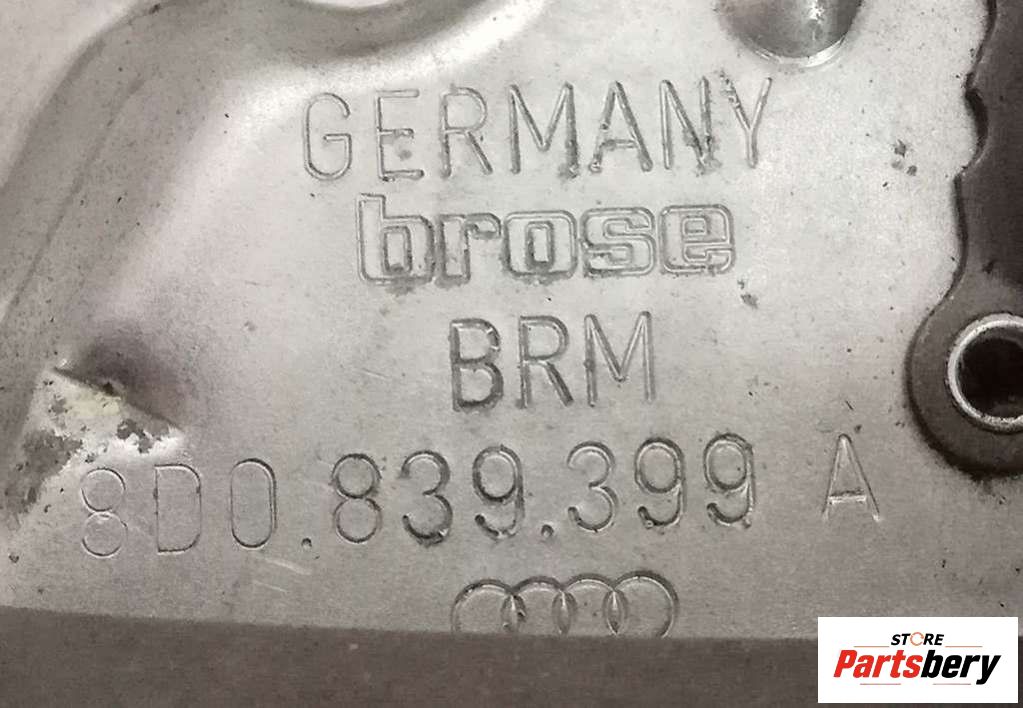 GERMANY
brose
BRM
8D0.839.399 A
STORE
Partsbery